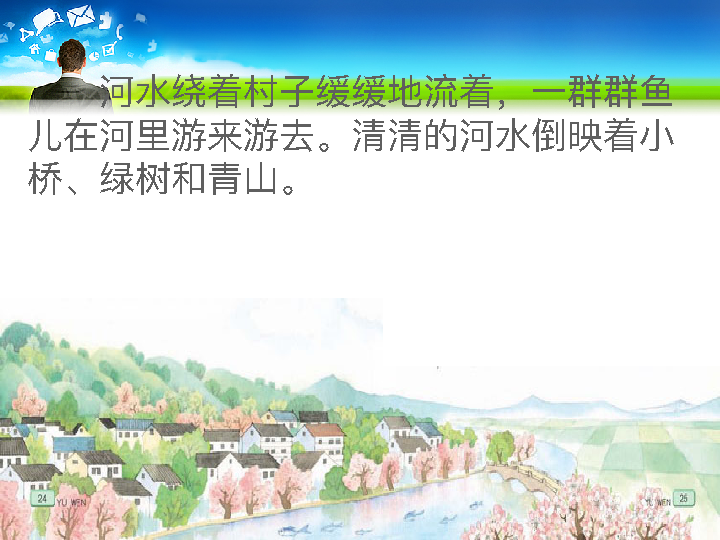 河水绕着村子缓缓地流着，一群群鱼
儿在河里游来游去。清清的河水倒映着小
桥、绿树和青山。
24 YU WEN
YU WEN 25